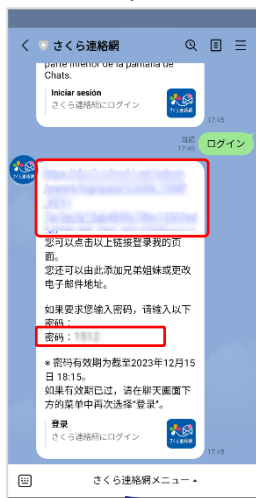 さくら連絡網
parte inferior de la pantalla de
Chats.
Iniciar sesión
さくら連絡網にログイン
17:45
既読
17:45
ログイン
您可以点击以上链接登录我的页
面。
您还可以由此添加兄弟姐妹或更改
电子邮件地址。
如果要求您输入密码，请输入以下
密码：
密码：
* 密码有效期为截至2023年12月15
日 18:15。
如果有效期已过，请在聊天画面下
方的菜单中再次选择“登录”。
登录
さくら連絡網にログイン
17:45
さくら連絡網メニュー